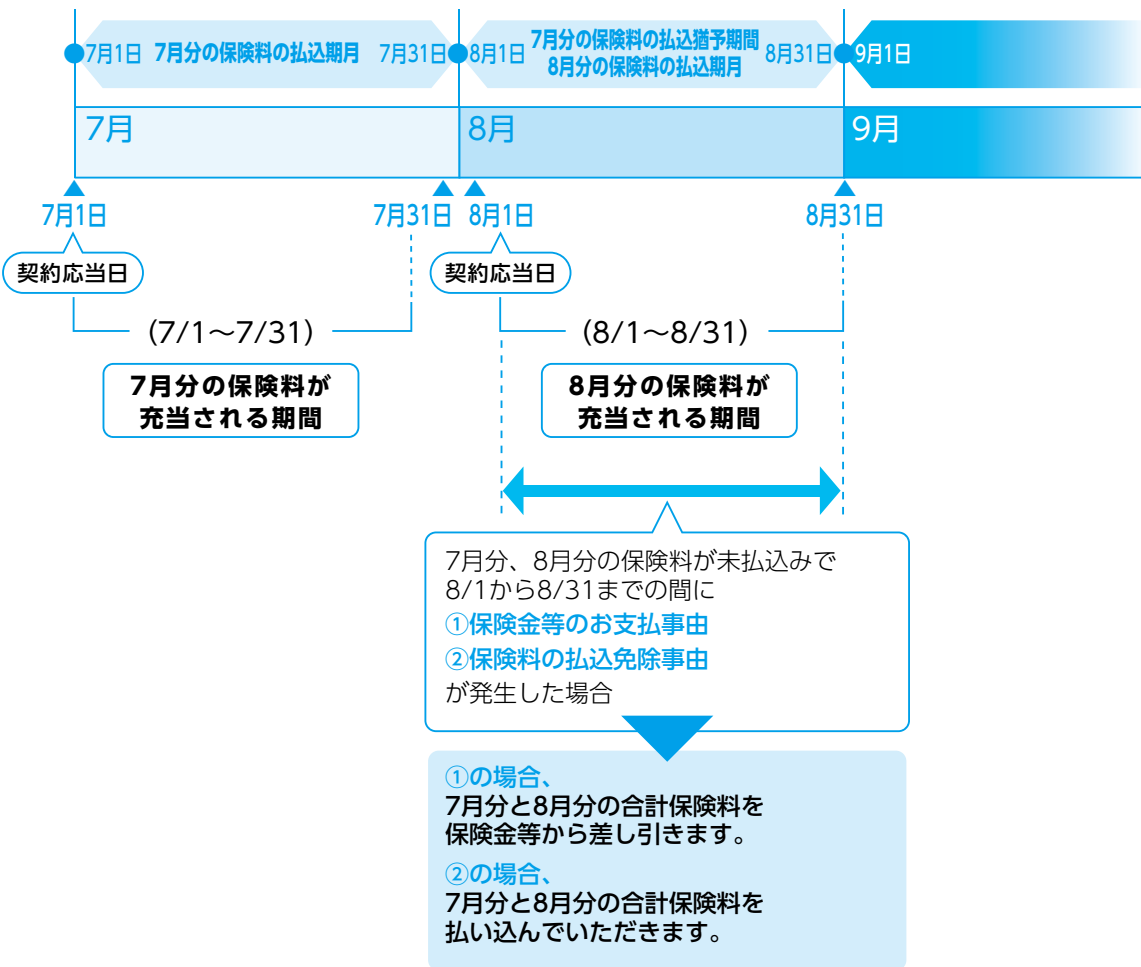 7月1日 7月分の保険料の払込期月 7月31日
8月1日 7月分の保険料の払込猶予期間 8月31日
8月分の保険料の払込期月
9月1日
7月
8月
9月
7月1日
7月31日
8月1日
8月31日
契約応当日
契約応当日
(7/1〜7/31)
(8/1〜8/31)
7月分の保険料が
充当される期間
8月分の保険料が
充当される期間
7月分、8月分の保険料が未払込みで
8/1から8/31までの間に
①保険金等のお支払事由
②保険料の払込免除事由
が発生した場合
①の場合、
7月分と8月分の合計保険料を
保険金等から差し引きます。
②の場合、
7月分と8月分の合計保険料を
払い込んでいただきます。